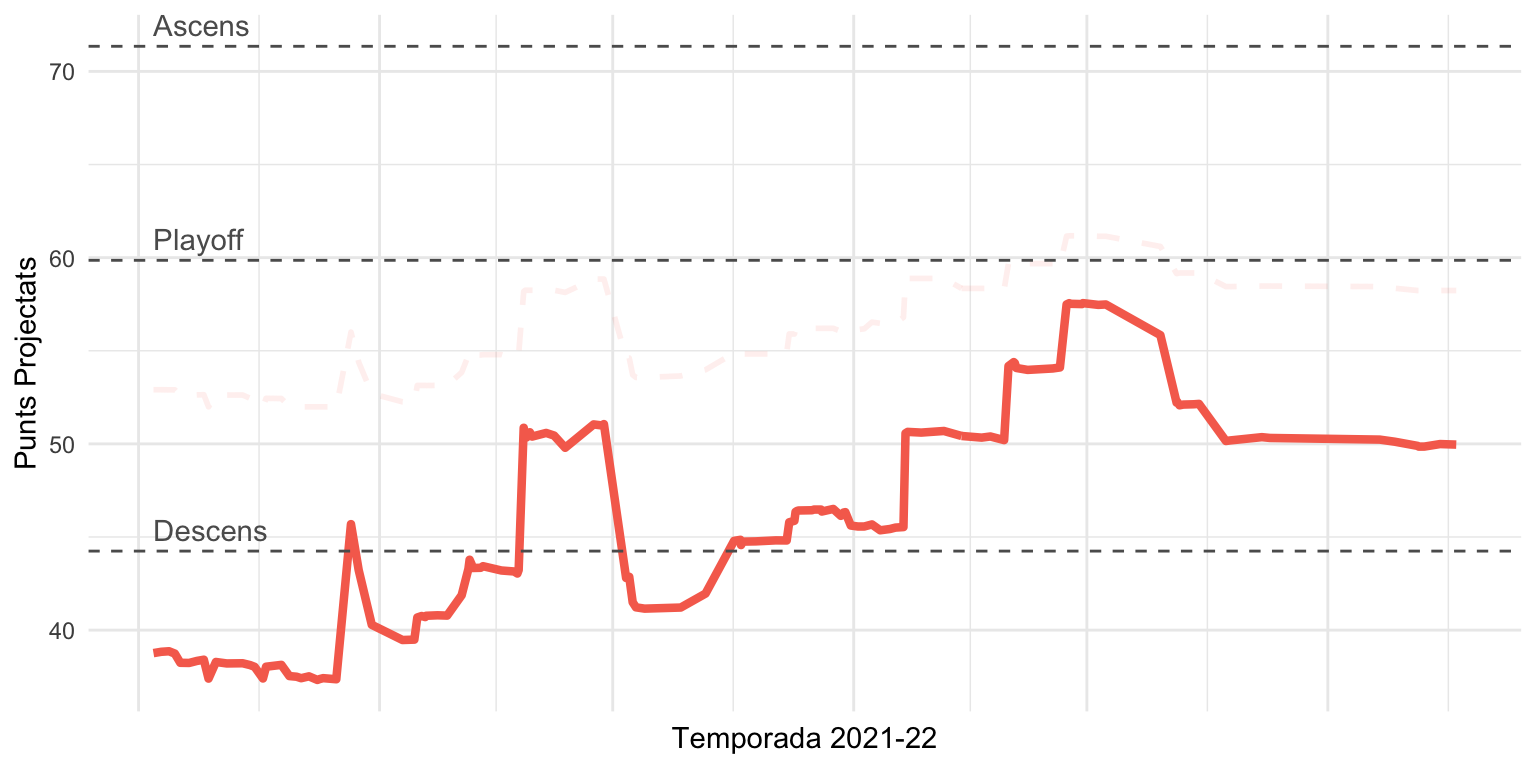 Ascens
70
Playoff
60
Punts Projectats
50
Descens
40
Temporada 2021-22